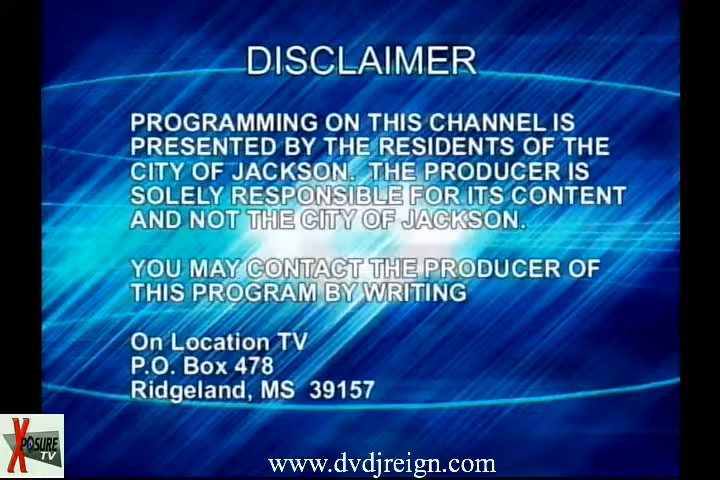 DISCLAIMER
PROGRAMMING ON THIS CHANNEL IS
PRESENTED BY THE RESIDENTS OF THE
CITY OF JACKSON. THE PRODUCER IS
SOLELY RESPONSIBLE FOR ITS CONTENT
AND NOT THE CITY OF JACKSON.
YOU MAY CONTACT THE PRODUCER OF
THIS PROGRAM BY WRITING
On Location TV
P.O. Box 478
Ridgeland, MS 39157
XPOSURE
TV
www.dvdjreign.com